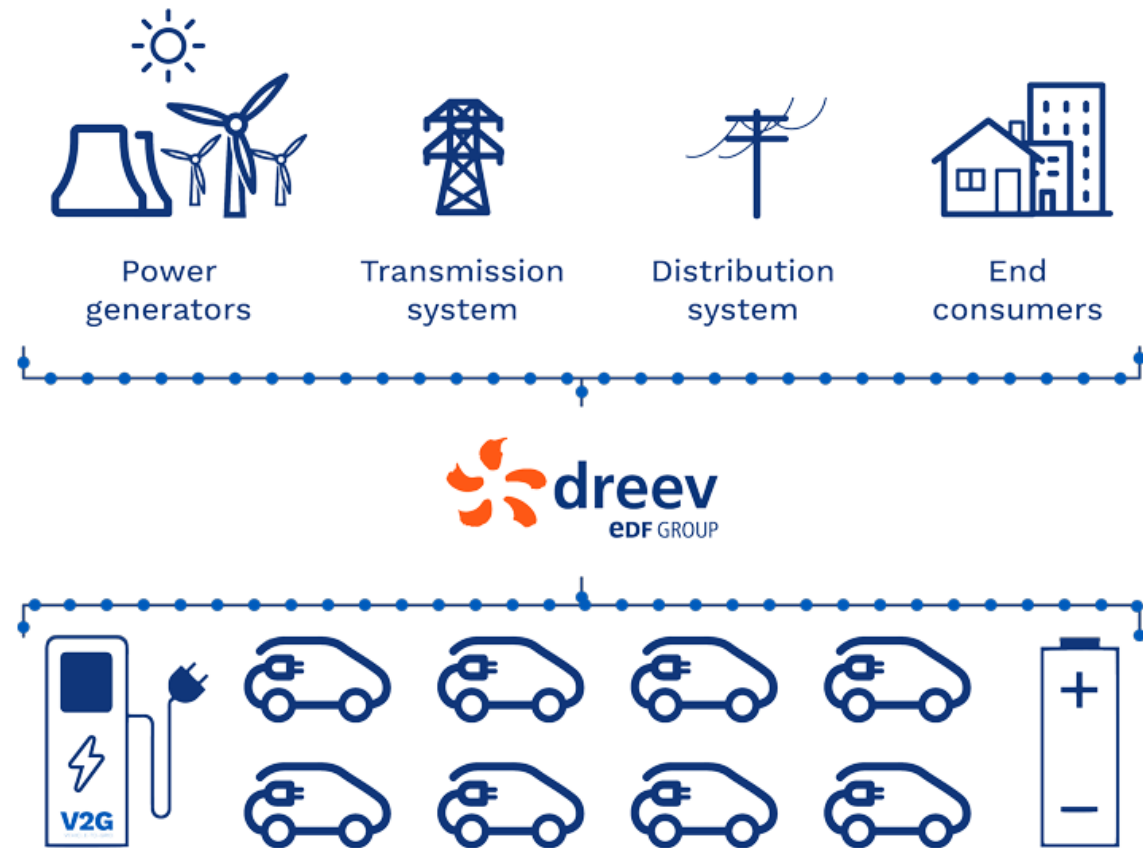 Power
generators
Transmission
system
Distribution
system
End
consumers
dreev
eDF GROUP
V2G